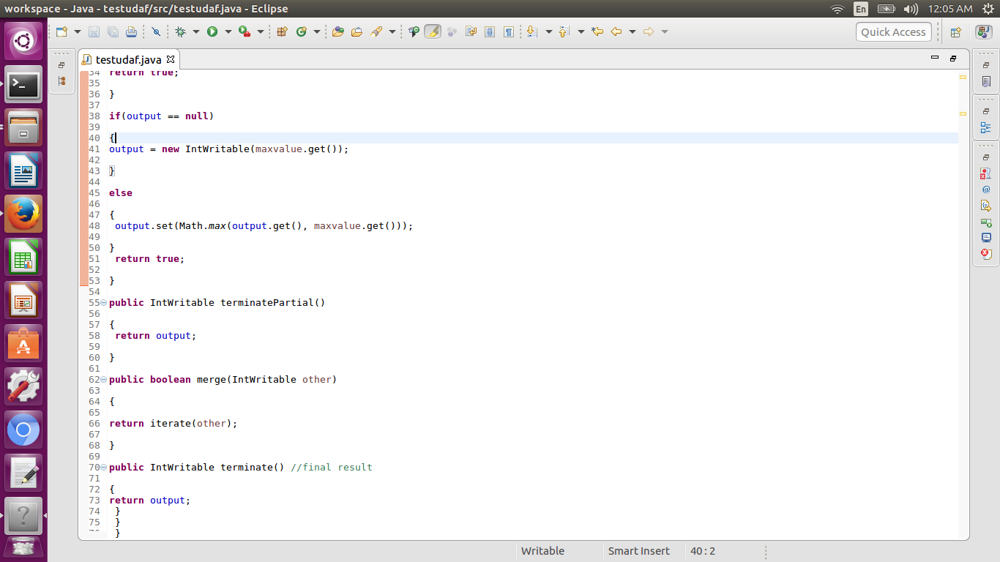 workspace - Java - testudaf/src/testudaf.java - Eclipse En 12:05 AM
Quick Access
testudaf.java
34 return true;
35
36 }
37
38 if(output == null)
39
40 {
41 output = new IntWritable(maxvalue.get());
42
43 }
44
45 else
46
47 {
48 output.set(Math.max(output.get(), maxvalue.get()));
49
50 }
51 return true;
52
53 }
54
55 public IntWritable terminatePartial()
56
57 {
58 return output;
59
60 }
61
62 public boolean merge(IntWritable other)
63
64 {
65
66 return iterate(other);
67
68 }
69
70 public IntWritable terminate() //final result
71
72 {
73 return output;
74 }
75 }
76 }
Writable Smart Insert 40 : 2